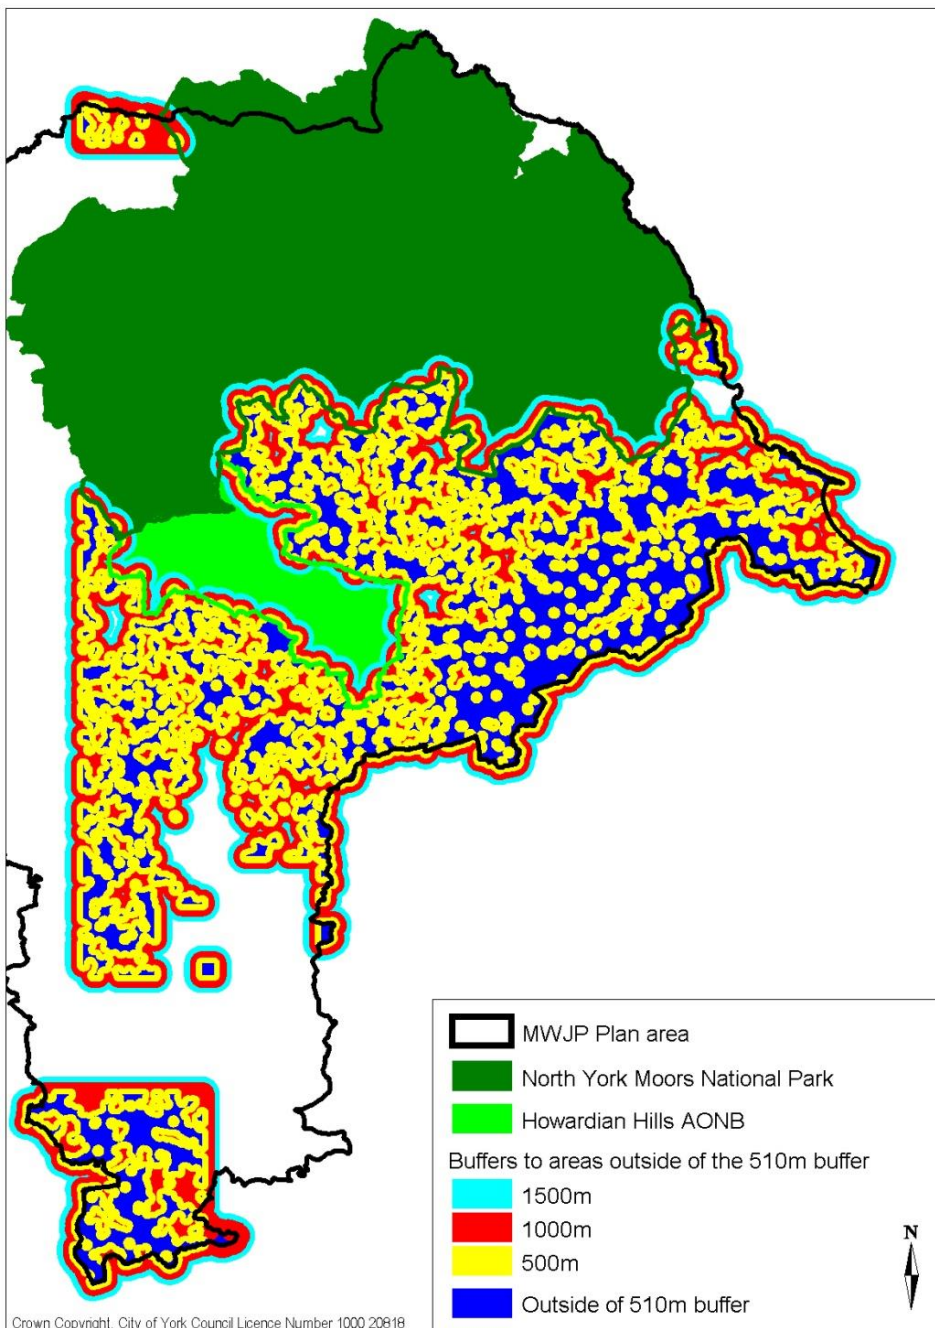 MWJP Plan area
North York Moors National Park
Howardian Hills AONB
Buffers to areas outside of the 510m buffer
1500m
1000m
500m
Outside of 510m buffer
N
Crown Copyright. City of York Council Licence Number 1000 20818